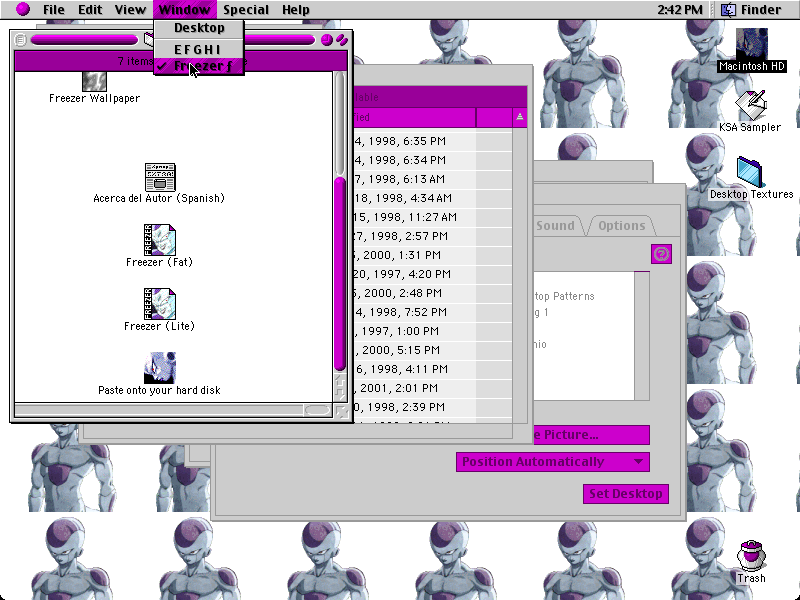 File Edit View Window Special Help 2:42 PM Finder
Desktop
E F G H I
✓ Freezer ƒ
7 items
Freezer Wallpaper
Acerca del Autor (Spanish)
Freezer (Fat)
Freezer (Lite)
Paste onto your hard disk
4, 1998, 6:35 PM
4, 1998, 6:34 PM
7, 1998, 6:13 AM
18, 1998, 4:34 AM
15, 1998, 11:27 AM
27, 1998, 2:57 PM
3, 2000, 1:31 PM
20, 1997, 4:20 PM
5, 2000, 2:48 PM
4, 1998, 7:52 PM
, 1997, 1:00 PM
, 2000, 5:15 PM
6, 1998, 4:11 PM
, 2001, 2:01 PM
0, 1998, 2:39 PM
Sound Options
top Patterns
g 1
nio
e Picture...
Position Automatically
Set Desktop
Macintosh HD
KSA Sampler
Desktop Textures
Trash